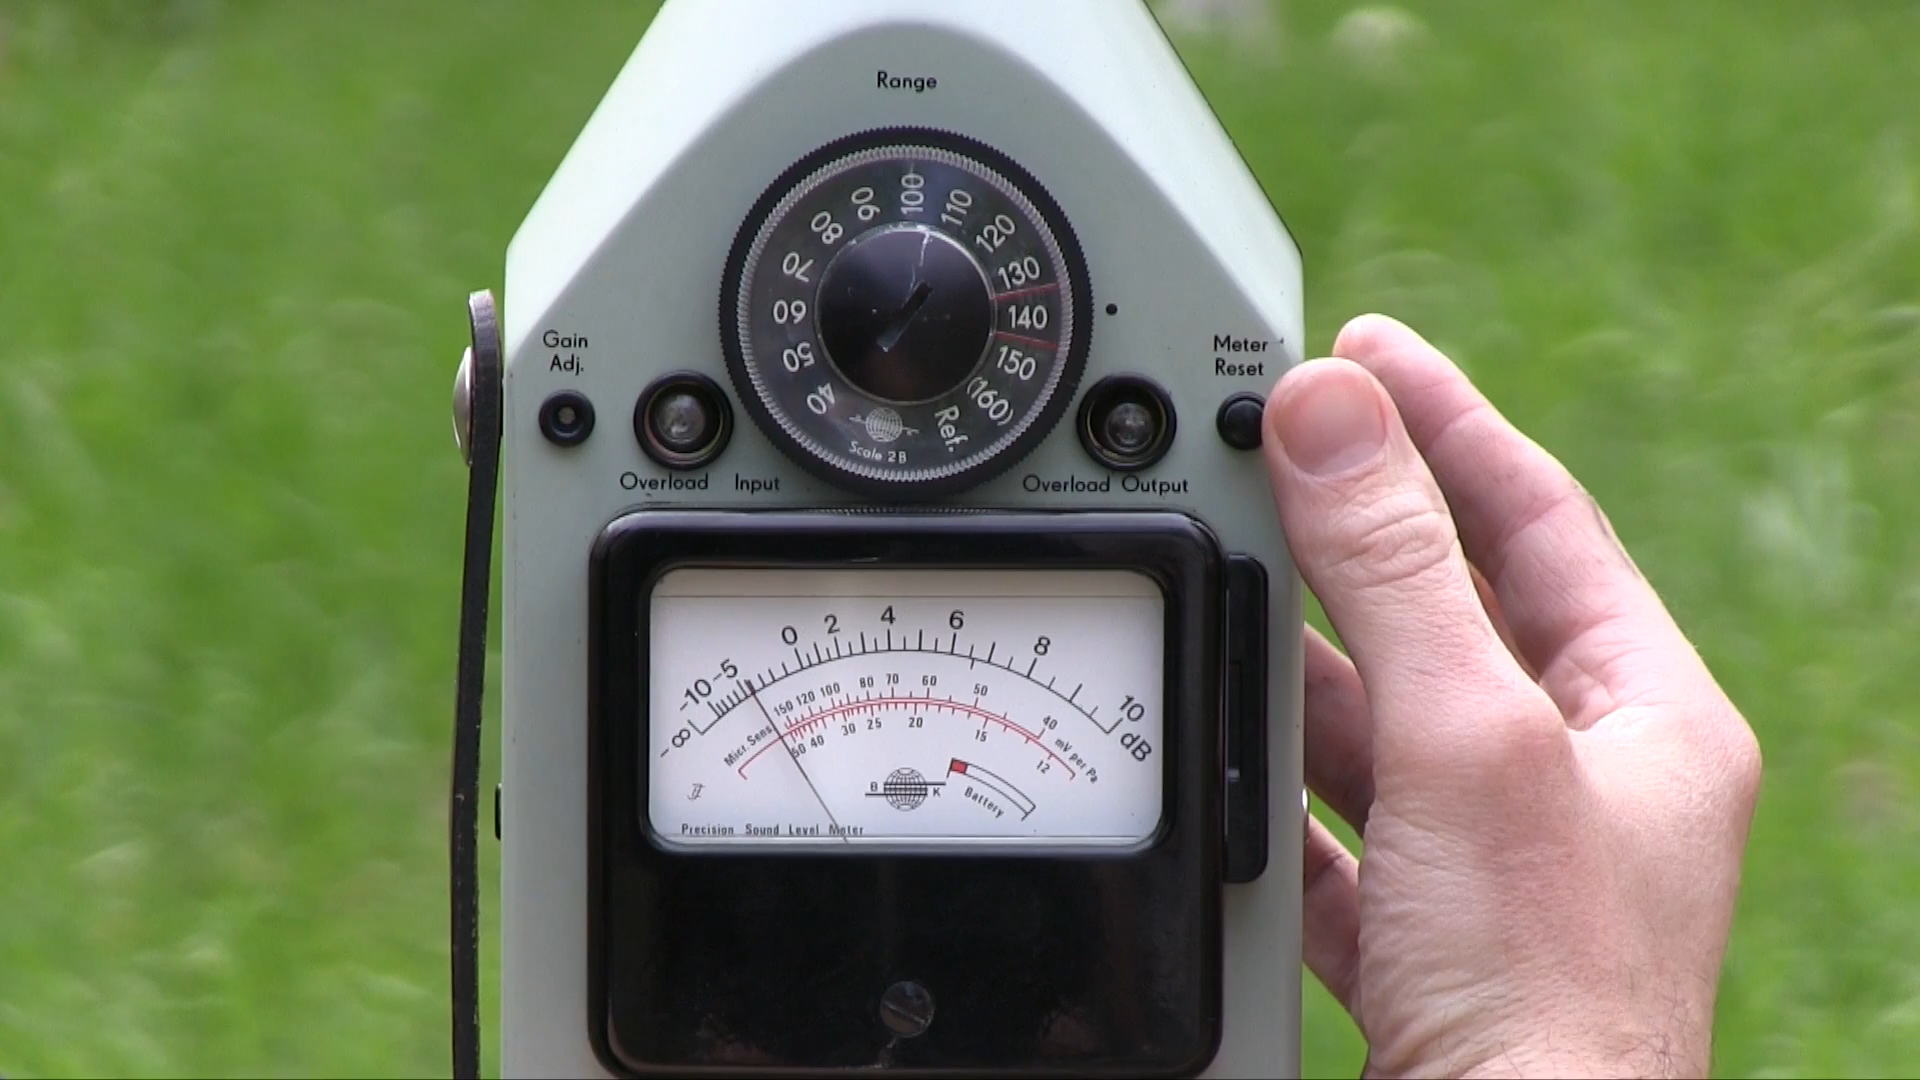 Range
40 50 60 70 80 90 100 110 120 130 140 150 (160) Ref.
Scale 2B
Gain
Adj.
Meter
Reset
Overload Input
Overload Output
-∞ -10 -5 0 2 4 6 8 10 dB
150 120 100 80 70 60 50 40 mV per Pa
Micr. Sens.
50 40 30 25 20 15 12
B K
Battery
Precision Sound Level Meter